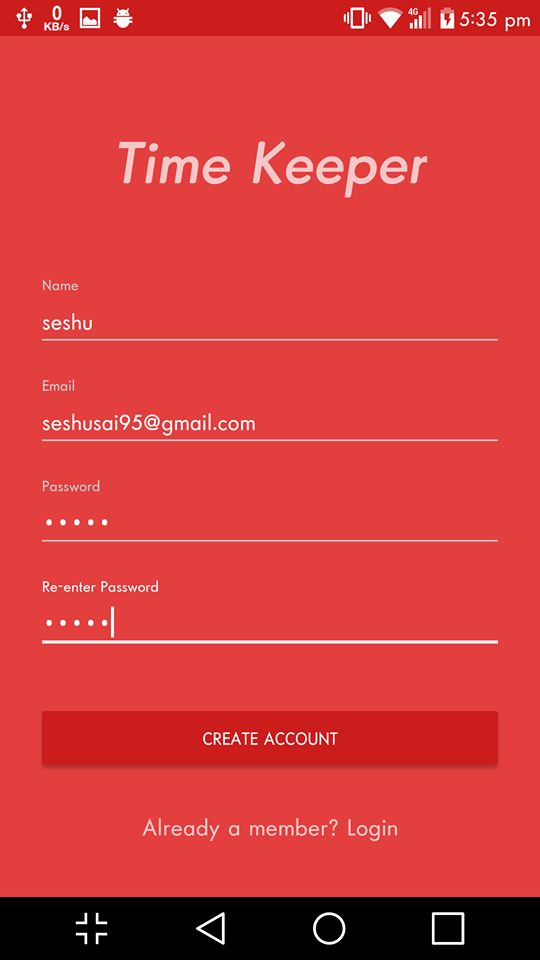 0
KB/s
4G
5:35 pm
Time Keeper
Name
seshu
Email
seshusai95@gmail.com
Password
•••••
Re-enter Password
•••••
CREATE ACCOUNT
Already a member? Login